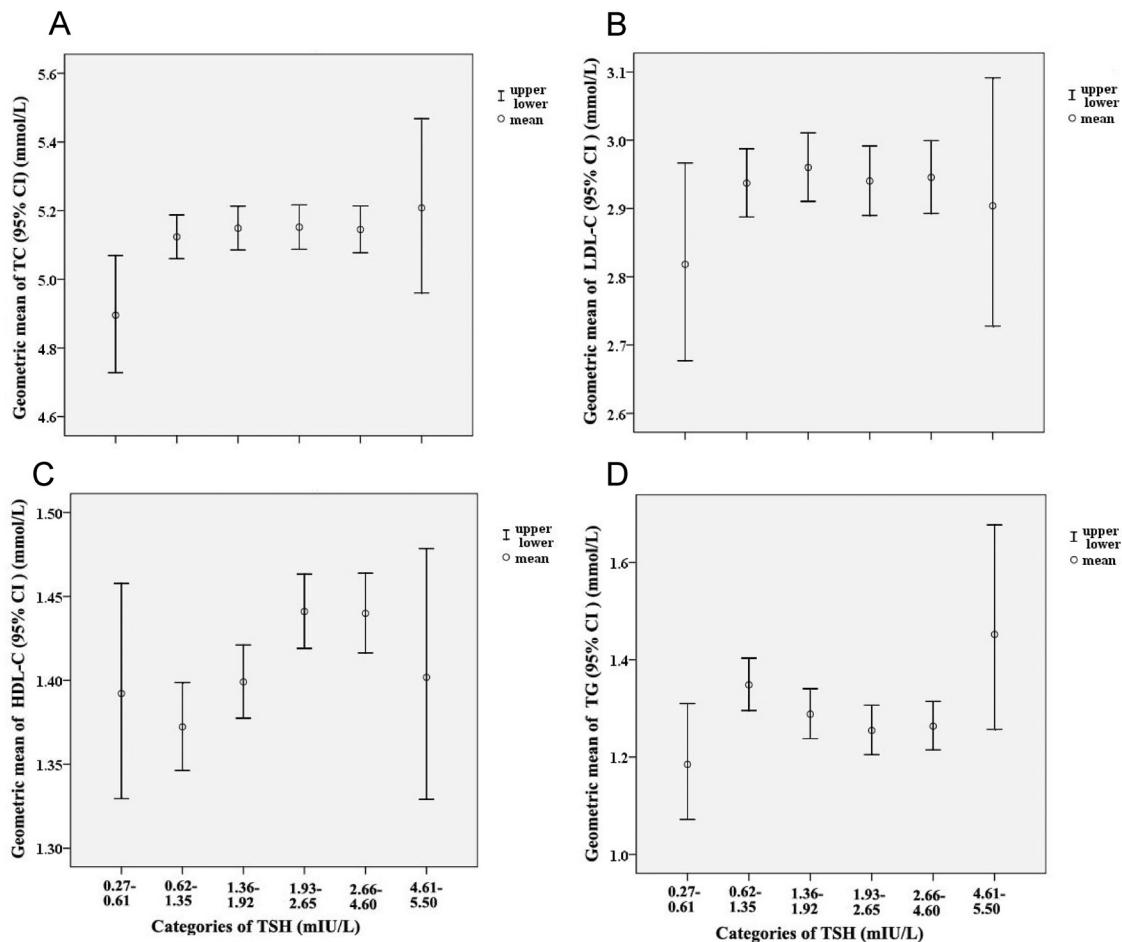 A
Geometric mean of TC (95% CI) (mmol/L)
5.6
5.4
5.2
5.0
4.8
4.6
upper
lower
mean
B
Geometric mean of LDL-C (95% CI ) (mmol/L)
3.1
3.0
2.9
2.8
2.7
2.6
upper
lower
mean
C
Geometric mean of HDL-C (95% CI ) (mmol/L)
1.50
1.45
1.40
1.35
1.30
upper
lower
mean
0.27- 0.62- 1.36- 1.93- 2.66- 4.61-
0.61 1.35 1.92 2.65 4.60 5.50
Categories of TSH (mIU/L)
D
Geometric mean of TG (95% CI ) (mmol/L)
1.6
1.4
1.2
1.0
upper
lower
mean
0.27- 0.62- 1.36- 1.93- 2.66- 4.61-
0.61 1.35 1.92 2.65 4.60 5.50
Categories of TSH (mIU/L)